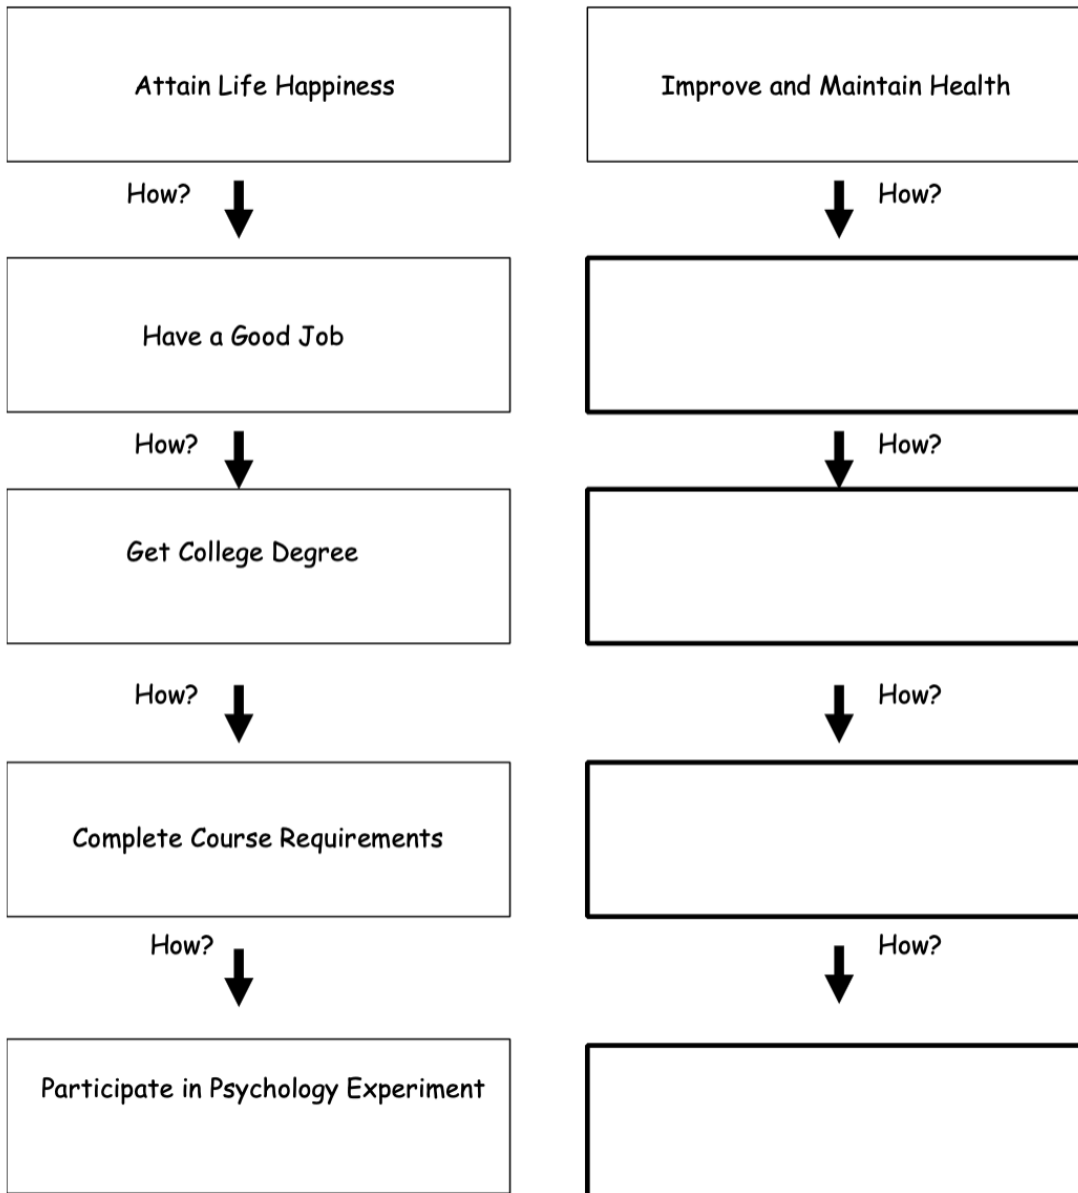 Attain Life Happiness
Improve and Maintain Health
How?
How?
Have a Good Job
How?
How?
Get College Degree
How?
How?
Complete Course Requirements
How?
How?
Participate in Psychology Experiment